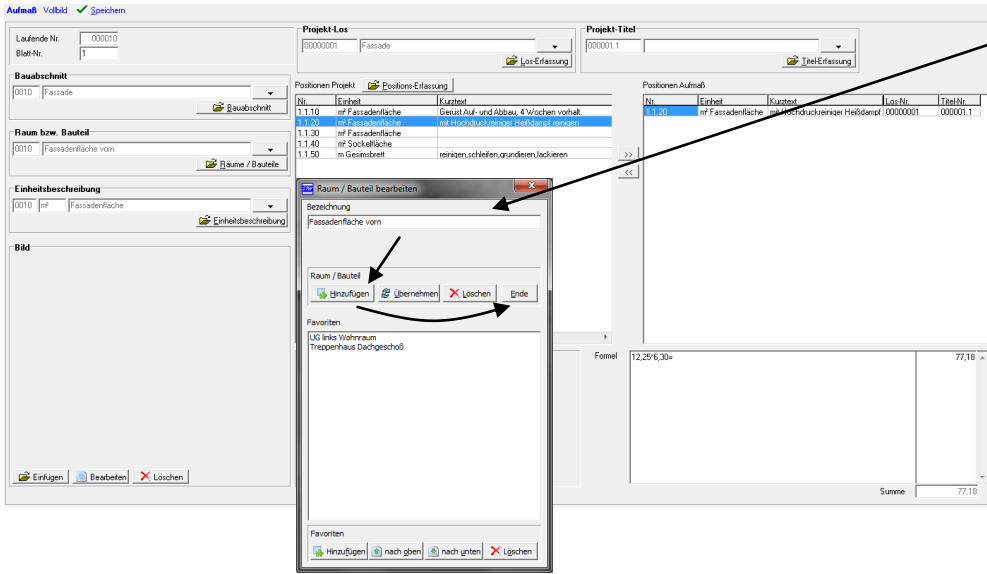 Aufmaß Vollbild Speichern
Laufende Nr. 000010
Blatt-Nr. 1
Projekt-Los
00000001 Fassade
Los-Erfassung
Projekt-Titel
000001.1
Titel-Erfassung
Bauabschnitt
0010 Fassade
Bauabschnitt
Raum bzw. Bauteil
0010 Fassadenfläche vorn
Räume / Bauteile
Einheitsbeschreibung
0010 m² Fassadenfläche
Einheitsbeschreibung
Bild
Einfügen Bearbeiten Löschen
Positionen Projekt Positions-Erfassung
Nr. Einheit Kurztext
1.1.10 m² Fassadenfläche Gerüst Auf- und Abbau, 4 Wochen vorhalt.
1.1.20 m² Fassadenfläche mit Hochdruckreiniger Heißdampf reinigen
1.1.30 m² Fassadenfläche
1.1.40 m² Sockelfläche
1.1.50 m Gesimsbrett reinigen,schleifen,grundieren,lackieren
>>
<<
Positionen Aufmaß
Nr. Einheit Kurztext Los-Nr. Titel-Nr.
1.1.20 m² Fassadenfläche mit Hochdruckreiniger Heißdampf 00000001 000001.1
Raum / Bauteil bearbeiten
Bezeichnung
Fassadenfläche vorn
Raum / Bauteil
Hinzufügen Übernehmen Löschen Ende
Favoriten
UG links Wohnraum
Treppenhaus Dachgeschoß
Favoriten
Hinzufügen nach oben nach unten Löschen
Formel 12,25*6,30= 77,18
Summe 77,18